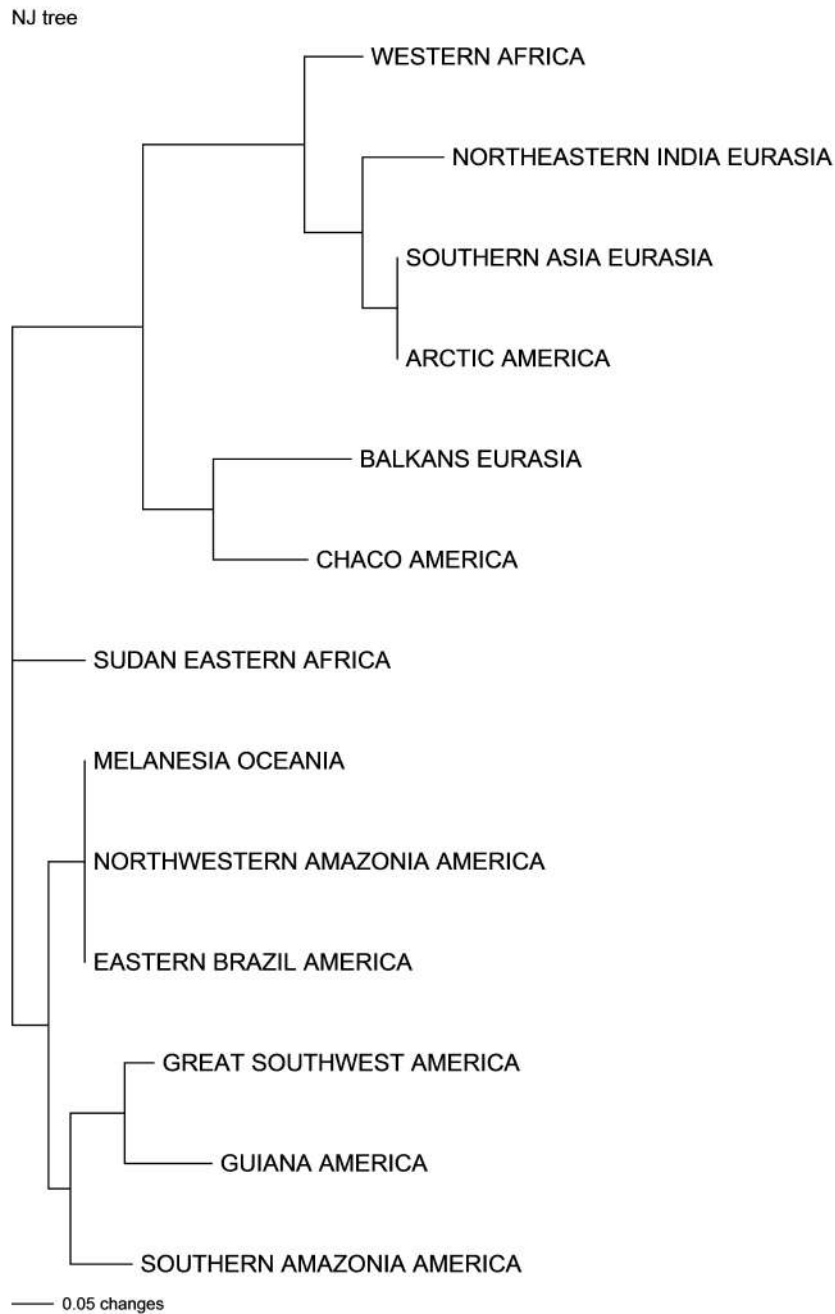 NJ tree
WESTERN AFRICA
NORTHEASTERN INDIA EURASIA
SOUTHERN ASIA EURASIA
ARCTIC AMERICA
BALKANS EURASIA
CHACO AMERICA
SUDAN EASTERN AFRICA
MELANESIA OCEANIA
NORTHWESTERN AMAZONIA AMERICA
EASTERN BRAZIL AMERICA
GREAT SOUTHWEST AMERICA
GUIANA AMERICA
SOUTHERN AMAZONIA AMERICA
0.05 changes